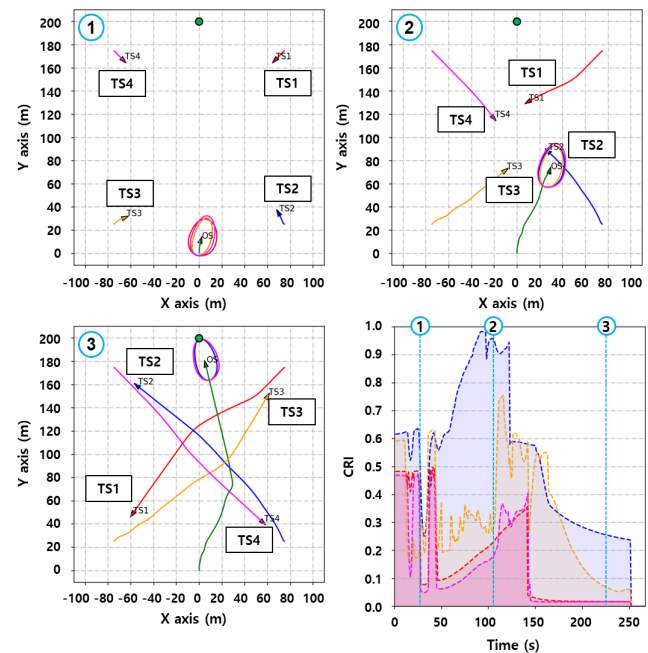 1
200
180
160
140
120
100
80
60
40
20
0
Y axis (m)
-100 -80 -60 -40 -20 0 20 40 60 80 100
X axis (m)
TS4
TS4
TS1
TS1
TS3
TS3
TS2
TS2
OS
2
200
180
160
140
120
100
80
60
40
20
0
Y axis (m)
-100 -80 -60 -40 -20 0 20 40 60 80 100
X axis (m)
TS1
TS1
TS4
TS4
TS2
TS2
TS3
TS3
OS
3
200
180
160
140
120
100
80
60
40
20
0
Y axis (m)
-100 -80 -60 -40 -20 0 20 40 60 80 100
X axis (m)
OS
TS2
TS2
TS3
TS3
TS1
TS1
TS4
TS4
1 2 3
1.0
0.9
0.8
0.7
0.6
0.5
0.4
0.3
0.2
0.1
0.0
CRI
0 50 100 150 200 250
Time (s)